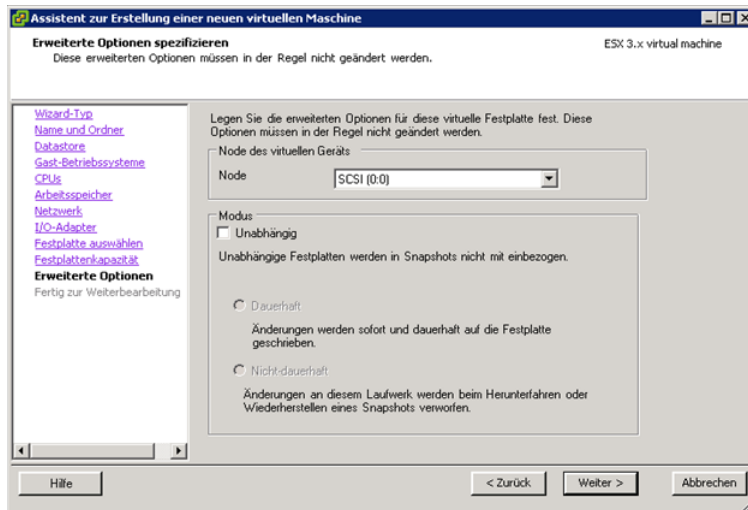 Assistent zur Erstellung einer neuen virtuellen Maschine
Erweiterte Optionen spezifizieren
Diese erweiterten Optionen müssen in der Regel nicht geändert werden.
ESX 3.x virtual machine
Wizard-Typ
Name und Ordner
Datastore
Gast-Betriebssysteme
CPUs
Arbeitsspeicher
Netzwerk
I/O-Adapter
Festplatte auswählen
Festplattenkapazität
Erweiterte Optionen
Fertig zur Weiterbearbeitung
Legen Sie die erweiterten Optionen für diese virtuelle Festplatte fest. Diese
Optionen müssen in der Regel nicht geändert werden.
Node des virtuellen Geräts
Node
SCSI (0:0)
Modus
Unabhängig
Unabhängige Festplatten werden in Snapshots nicht mit einbezogen.
Dauerhaft
Änderungen werden sofort und dauerhaft auf die Festplatte
geschrieben.
Nicht-dauerhaft
Änderungen an diesem Laufwerk werden beim Herunterfahren oder
Wiederherstellen eines Snapshots verworfen.
Hilfe
< Zurück
Weiter >
Abbrechen